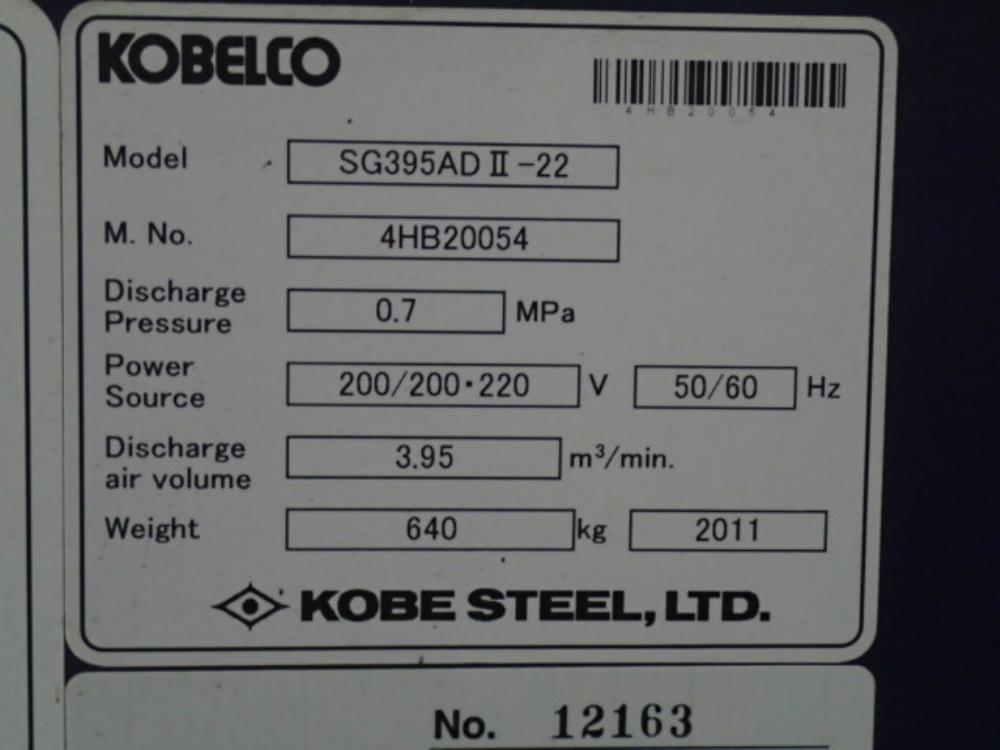 KOBELCO
4HB20054
Model SG395ADⅡ-22
M. No. 4HB20054
Discharge
Pressure 0.7 MPa
Power
Source 200/200・220 V 50/60 Hz
Discharge
air volume 3.95 m³/min.
Weight 640 kg 2011
KOBE STEEL, LTD.
No. 12163